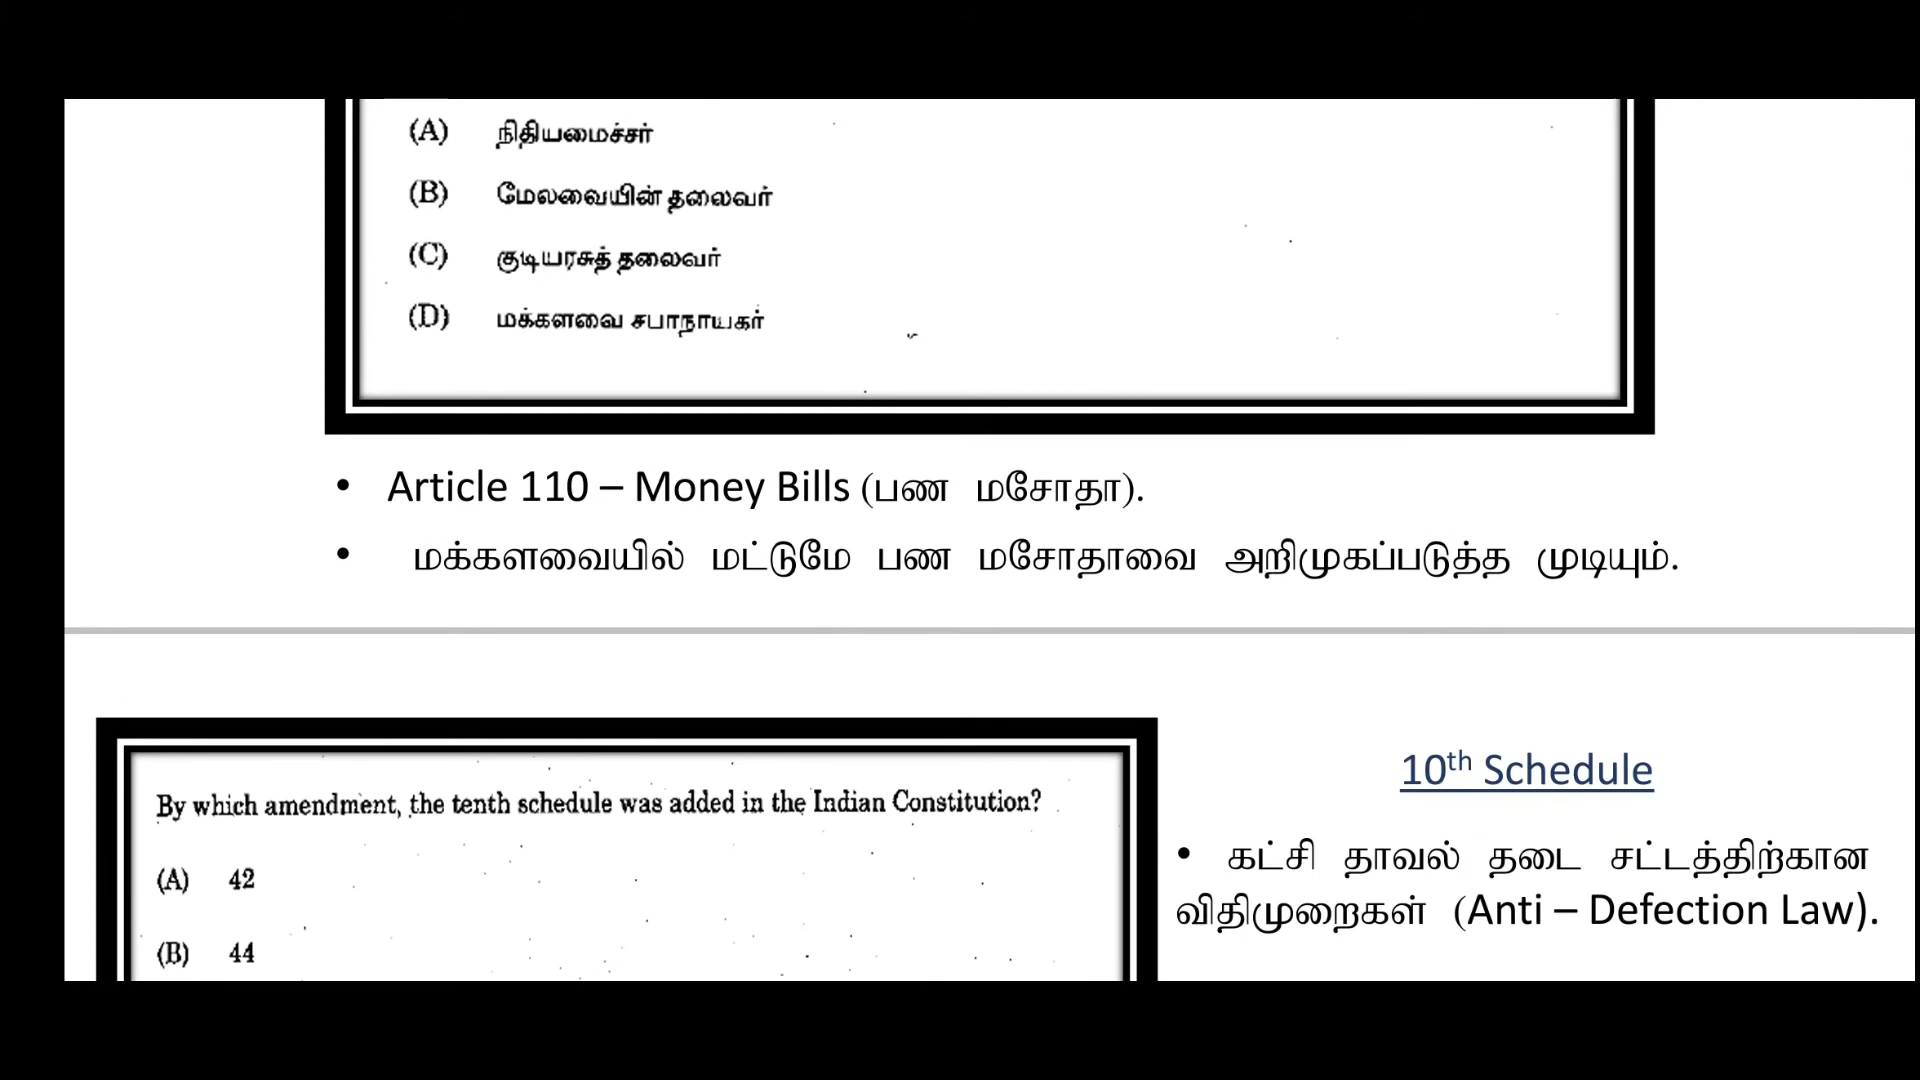 (A) நிதியமைச்சர்
(B) மேலவையின் தலைவர்
(C) குடியரசுத் தலைவர்
(D) மக்களவை சபாநாயகர்
• Article 110 – Money Bills (பண மசோதா).
• மக்களவையில் மட்டுமே பண மசோதாவை அறிமுகப்படுத்த முடியும்.
By which amendment, the tenth schedule was added in the Indian Constitution?
(A) 42
(B) 44
10th Schedule
• கட்சி தாவல் தடை சட்டத்திற்கான
விதிமுறைகள் (Anti – Defection Law).